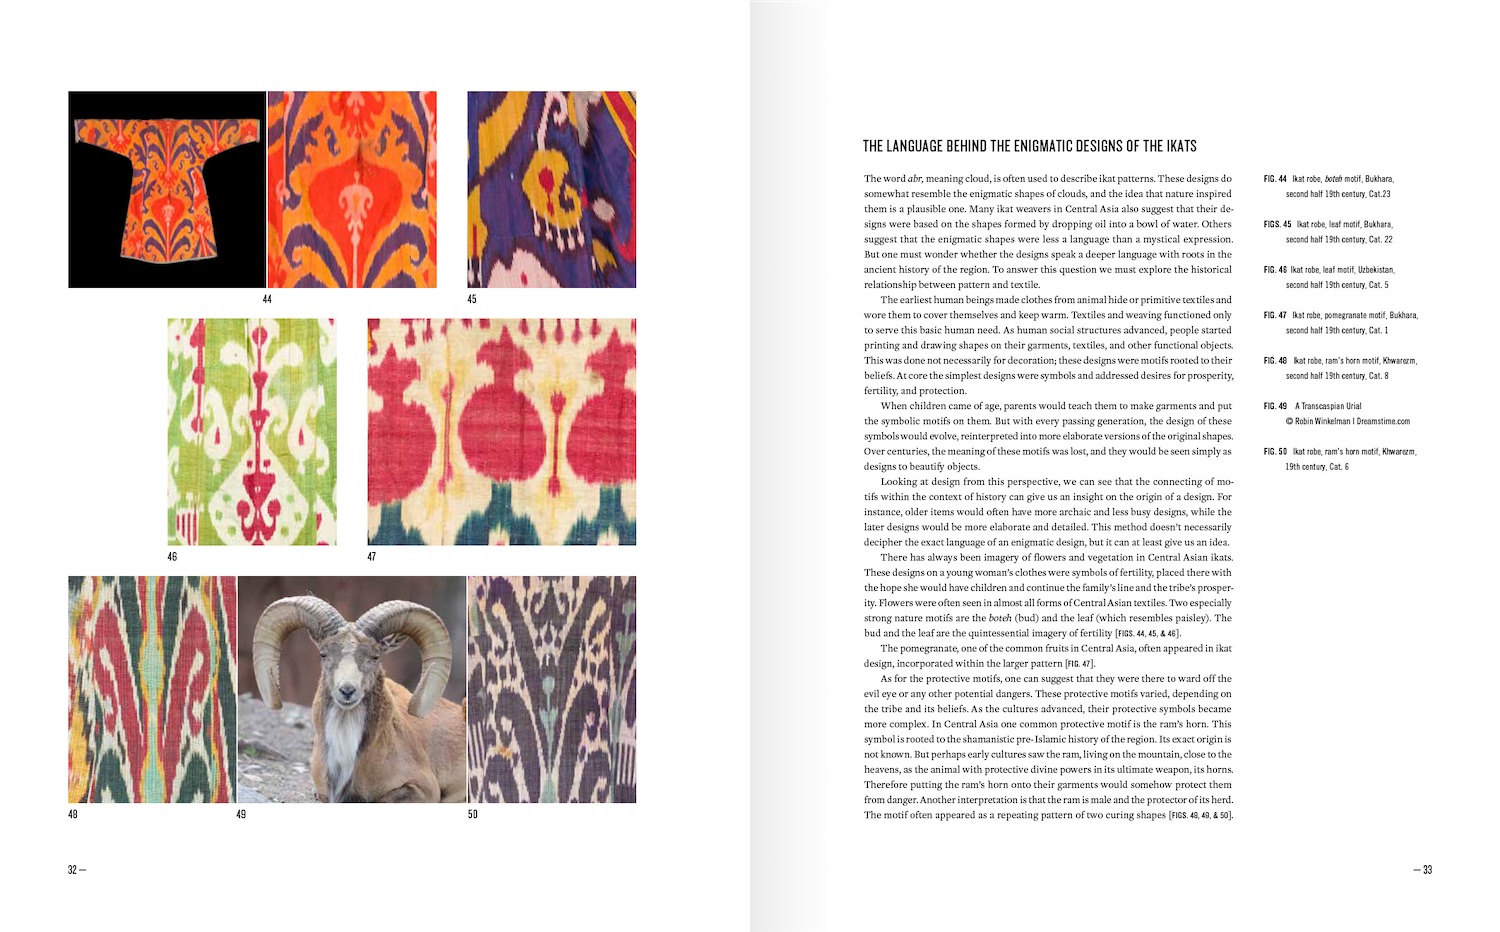 44
45
46
47
48
49
50
32 —
THE LANGUAGE BEHIND THE ENIGMATIC DESIGNS OF THE IKATS
The word abr, meaning cloud, is often used to describe ikat patterns. These designs do
somewhat resemble the enigmatic shapes of clouds, and the idea that nature inspired
them is a plausible one. Many ikat weavers in Central Asia also suggest that their de-
signs were based on the shapes formed by dropping oil into a bowl of water. Others
suggest that the enigmatic shapes were less a language than a mystical expression.
But one must wonder whether the designs speak a deeper language with roots in the
ancient history of the region. To answer this question we must explore the historical
relationship between pattern and textile.
The earliest human beings made clothes from animal hide or primitive textiles and
wore them to cover themselves and keep warm. Textiles and weaving functioned only
to serve this basic human need. As human social structures advanced, people started
printing and drawing shapes on their garments, textiles, and other functional objects.
This was done not necessarily for decoration; these designs were motifs rooted to their
beliefs. At core the simplest designs were symbols and addressed desires for prosperity,
fertility, and protection.
When children came of age, parents would teach them to make garments and put
the symbolic motifs on them. But with every passing generation, the design of these
symbols would evolve, reinterpreted into more elaborate versions of the original shapes.
Over centuries, the meaning of these motifs was lost, and they would be seen simply as
designs to beautify objects.
Looking at design from this perspective, we can see that the connecting of mo-
tifs within the context of history can give us an insight on the origin of a design. For
instance, older items would often have more archaic and less busy designs, while the
later designs would be more elaborate and detailed. This method doesn't necessarily
decipher the exact language of an enigmatic design, but it can at least give us an idea.
There has always been imagery of flowers and vegetation in Central Asian ikats.
These designs on a young woman's clothes were symbols of fertility, placed there with
the hope she would have children and continue the family's line and the tribe's prosper-
ity. Flowers were often seen in almost all forms of Central Asian textiles. Two especially
strong nature motifs are the boteh (bud) and the leaf (which resembles paisley). The
bud and the leaf are the quintessential imagery of fertility [FIGS. 44, 45, & 46].
The pomegranate, one of the common fruits in Central Asia, often appeared in ikat
design, incorporated within the larger pattern [FIG. 47].
As for the protective motifs, one can suggest that they were there to ward off the
evil eye or any other potential dangers. These protective motifs varied, depending on
the tribe and its beliefs. As the cultures advanced, their protective symbols became
more complex. In Central Asia one common protective motif is the ram's horn. This
symbol is rooted to the shamanistic pre-Islamic history of the region. Its exact origin is
not known. But perhaps early cultures saw the ram, living on the mountain, close to the
heavens, as the animal with protective divine powers in its ultimate weapon, its horns.
Therefore putting the ram's horn onto their garments would somehow protect them
from danger. Another interpretation is that the ram is male and the protector of its herd.
The motif often appeared as a repeating pattern of two curing shapes [FIGS. 48, 49, & 50].
FIG. 44 Ikat robe, boteh motif, Bukhara,
second half 19th century, Cat.23
FIGS. 45 Ikat robe, leaf motif, Bukhara,
second half 19th century, Cat. 22
FIG. 46 Ikat robe, leaf motif, Uzbekistan,
second half 19th century, Cat. 5
FIG. 47 Ikat robe, pomegranate motif, Bukhara,
second half 19th century, Cat. 1
FIG. 48 Ikat robe, ram's horn motif, Khwarezm,
second half 19th century, Cat. 8
FIG. 49 A Transcaspian Urial
© Robin Winkelman | Dreamstime.com
FIG. 50 Ikat robe, ram's horn motif, Khwarezm,
19th century, Cat. 6
— 33